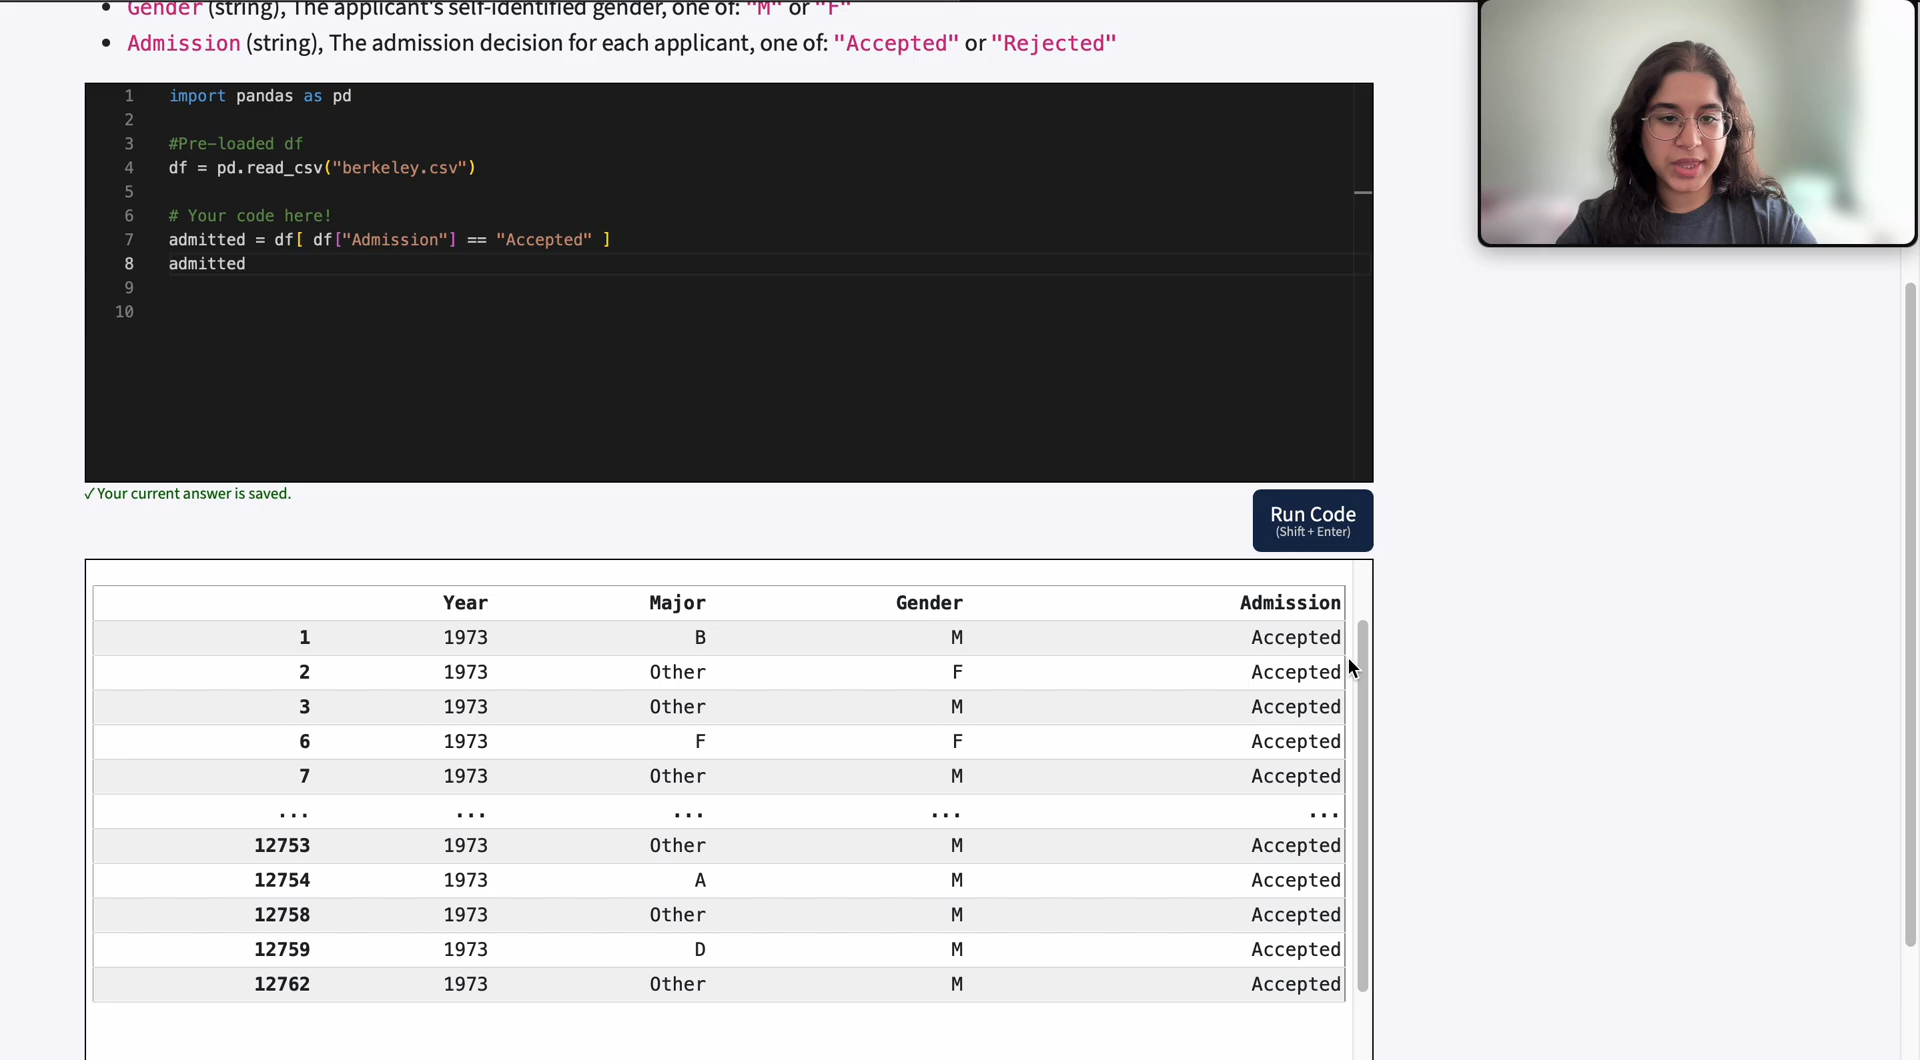 • Gender (string), The applicant's self-identified gender, one of: "M" or "F"
• Admission (string), The admission decision for each applicant, one of: "Accepted" or "Rejected"
1 import pandas as pd
2
3 #Pre-loaded df
4 df = pd.read_csv("berkeley.csv")
5
6 # Your code here!
7 admitted = df[ df["Admission"] == "Accepted" ]
8 admitted
9
10
✓ Your current answer is saved.
Run Code
(Shift + Enter)
Year Major Gender Admission
1 1973 B M Accepted
2 1973 Other F Accepted
3 1973 Other M Accepted
6 1973 F F Accepted
7 1973 Other M Accepted
... ... ... ... ...
12753 1973 Other M Accepted
12754 1973 A M Accepted
12758 1973 Other M Accepted
12759 1973 D M Accepted
12762 1973 Other M Accepted